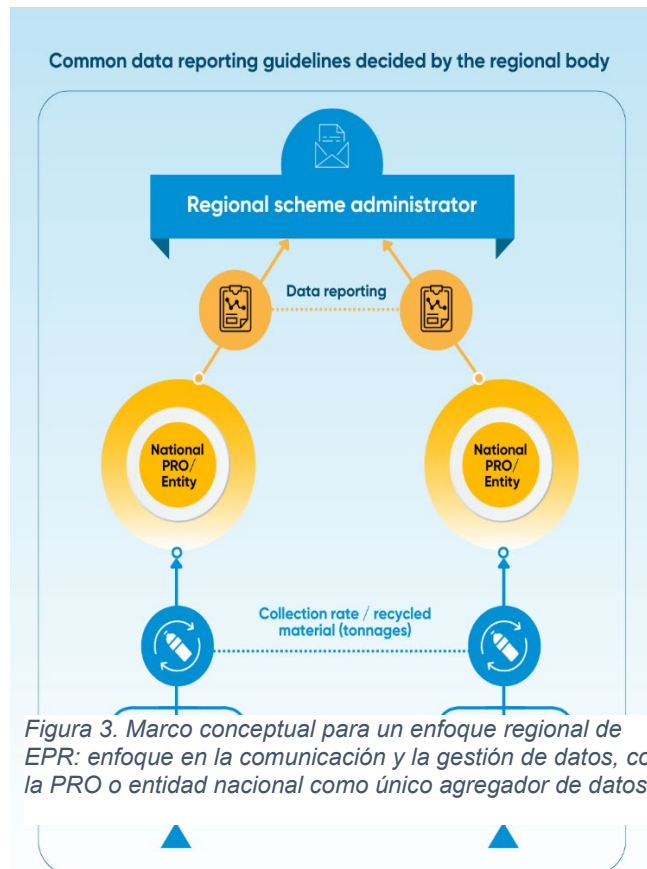 Common data reporting guidelines decided by the regional body
Regional scheme administrator
Data reporting
National
PRO/
Entity
National
PRO/
Entity
Collection rate / recycled
material (tonnages)
Figura 3. Marco conceptual para un enfoque regional de
EPR: enfoque en la comunicación y la gestión de datos, co
la PRO o entidad nacional como único agregador de datos